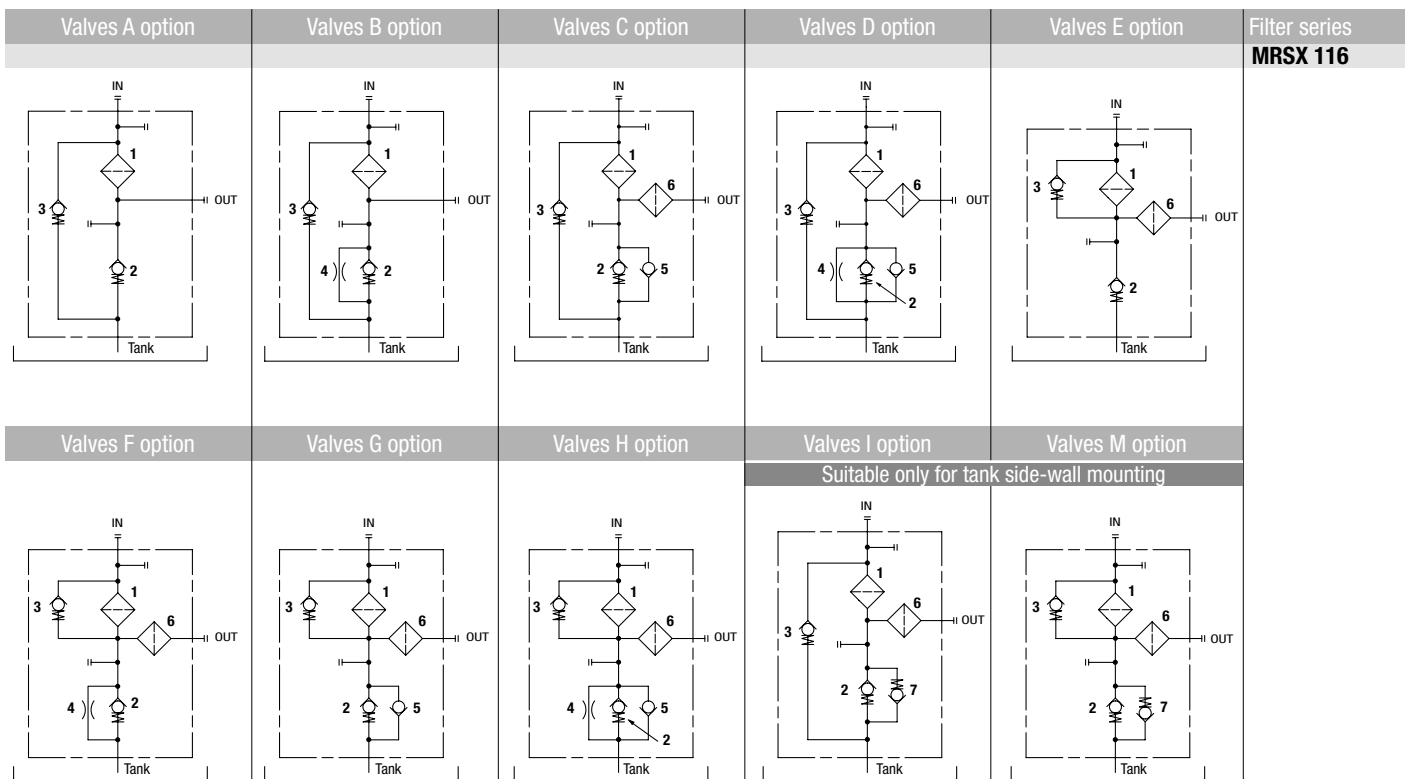 Valves A option
Valves B option
Valves C option
Valves D option
Valves E option
Filter series
MRSX 116
IN
1
3
OUT
2
Tank
IN
1
3
OUT
4
2
Tank
IN
1
6
3
OUT
2
5
Tank
IN
1
6
3
OUT
4
5
2
Tank
IN
1
3
6
OUT
2
Tank
Valves F option
Valves G option
Valves H option
Valves I option
Valves M option
Suitable only for tank side-wall mounting
IN
1
3
6
OUT
4
2
Tank
IN
1
3
6
OUT
2
5
Tank
IN
1
3
6
OUT
4
5
2
Tank
IN
1
6
3
OUT
2
7
Tank
IN
1
3
6
OUT
2
7
Tank